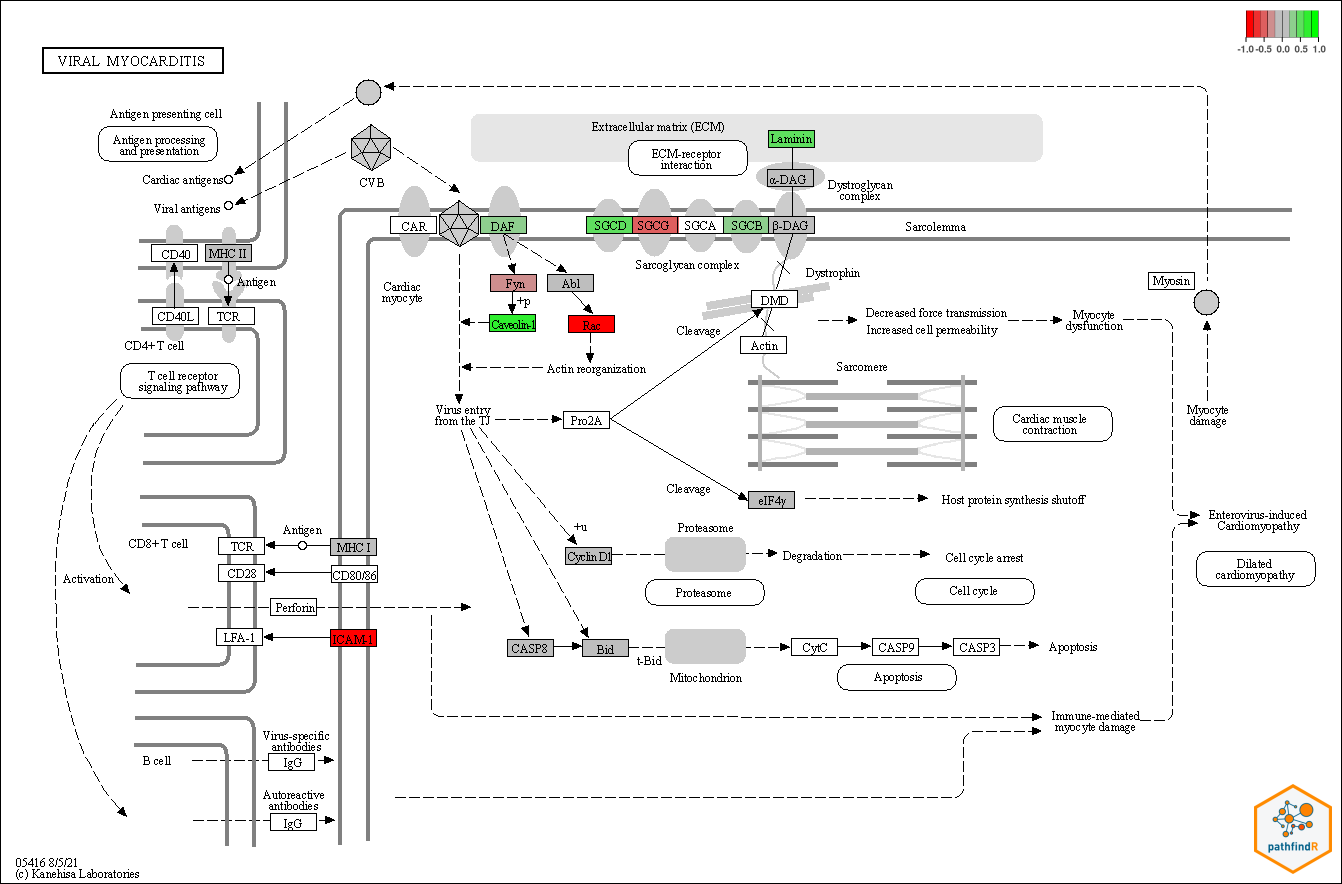 -1.0 -0.5 0.0 0.5 1.0
VIRAL MYOCARDITIS
Antigen presenting cell
Antigen processing
and presentation
Cardiac antigens
Viral antigens
CVB
Extracellular matrix (ECM)
ECM-receptor
interaction
Laminin
α-DAG
Dystroglycan
complex
CAR
DAF
SGCD
SGCG
SGCA
SGCB
β-DAG
Sarcolemma
CD40
MHC II
Antigen
CD40L
TCR
CD4+T cell
T cell receptor
signaling pathway
Cardiac
myocyte
Sarcoglycan complex
Dystrophin
Fyn
Abl
+p
Caveolin-1
Rac
Actin reorganization
DMD
Cleavage
Actin
Decreased force transmission
Increased cell permeability
Myocyte
dysfunction
Myosin
Sarcomere
Virus entry
from the TJ
Pro2A
Cardiac muscle
contraction
Myocyte
damage
Cleavage
eIF4γ
Host protein synthesis shutoff
Enterovirus-induced
Cardiomyopathy
Dilated
cardiomyopathy
+u
Proteasome
Cyclin D1
Degradation
Cell cycle arrest
Proteasome
Cell cycle
CD8+T cell
TCR
Antigen
MHC I
CD28
CD80/86
Activation
Perforin
LFA-1
ICAM-1
CASP8
Bid
t-Bid
Mitochondrion
CytC
CASP9
CASP3
Apoptosis
Apoptosis
Immune-mediated
myocyte damage
Virus-specific
antibodies
B cell
IgG
Autoreactive
antibodies
IgG
05416 8/5/21
(c) Kanehisa Laboratories
pathfindR